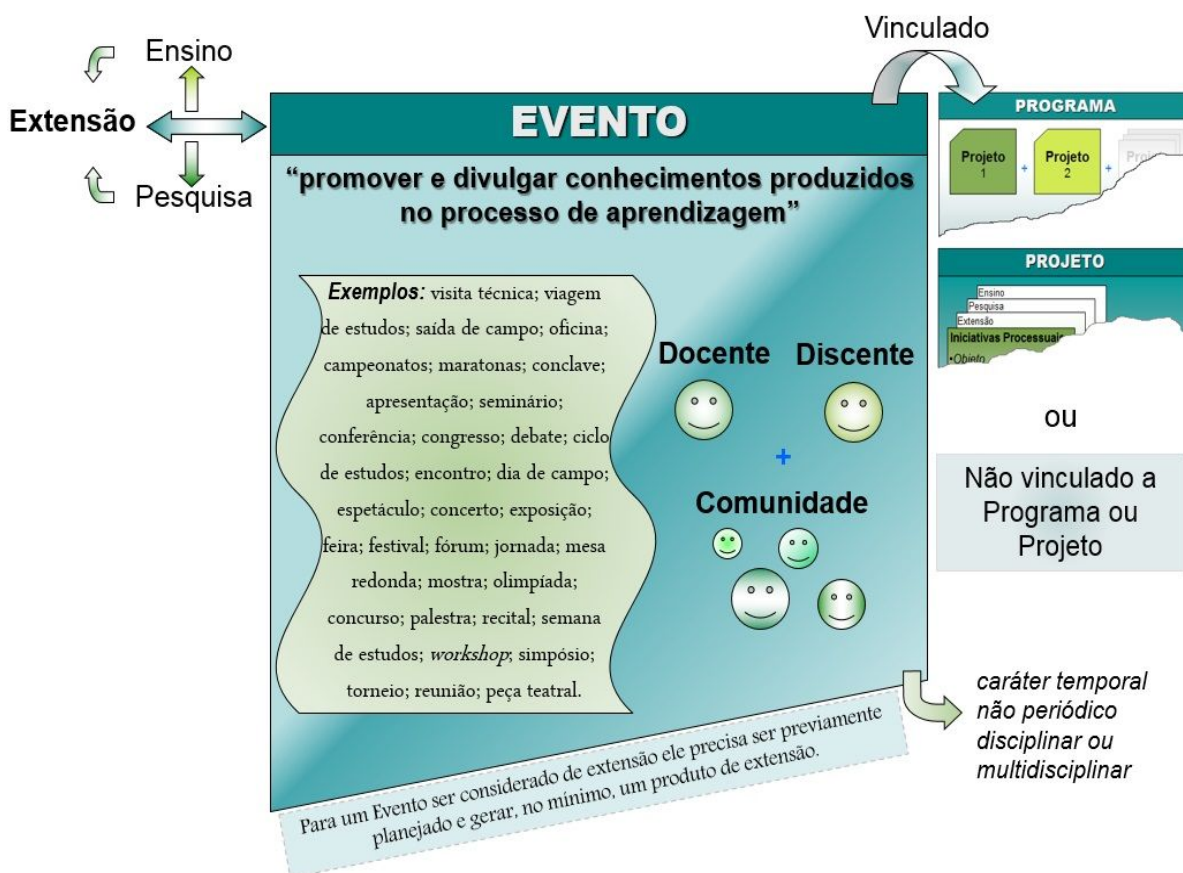 Ensino
Extensão
Pesquisa
Vinculado
EVENTO
“promover e divulgar conhecimentos produzidos
no processo de aprendizagem”
Exemplos: visita técnica; viagem
de estudos; saída de campo; oficina;
campeonatos; maratonas; conclave;
apresentação; seminário;
conferência; congresso; debate; ciclo
de estudos; encontro; dia de campo;
espetáculo; concerto; exposição;
feira; festival; fórum; jornada; mesa
redonda; mostra; olimpíada;
concurso; palestra; recital; semana
de estudos; workshop; simpósio;
torneio; reunião; peça teatral.
Docente
Discente
+
Comunidade
Para um Evento ser considerado de extensão ele precisa ser previamente
planejado e gerar, no mínimo, um produto de extensão.
PROGRAMA
Projeto
1
+
Projeto
2
+
PROJETO
Ensino
Pesquisa
Extensão
Iniciativas Processuais
•Objeto
ou
Não vinculado a
Programa ou
Projeto
caráter temporal
não periódico
disciplinar ou
multidisciplinar